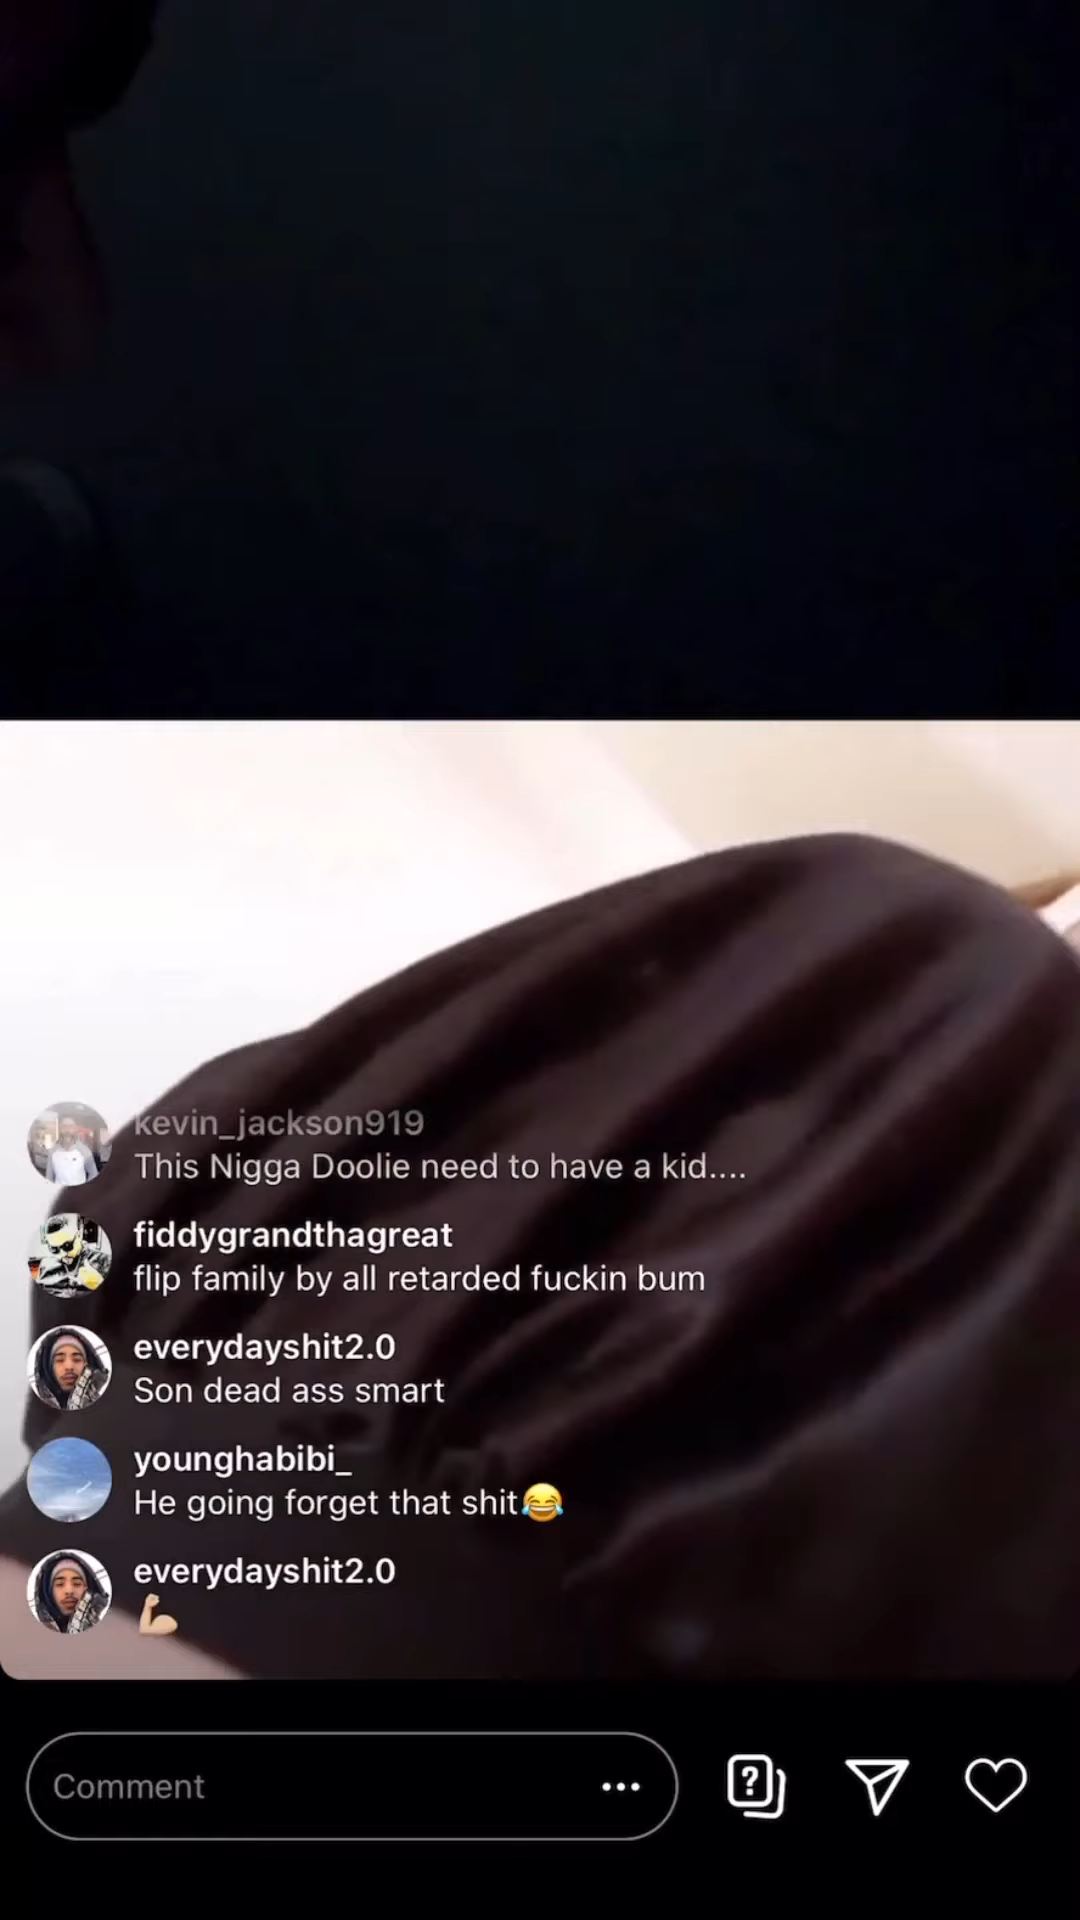 kevin_jackson919
This Nigga Doolie need to have a kid....
fiddygrandthagreat
flip family by all retarded fuckin bum
everydayshit2.0
Son dead ass smart
younghabibi_
He going forget that shit😂
everydayshit2.0
💪🏼
Comment